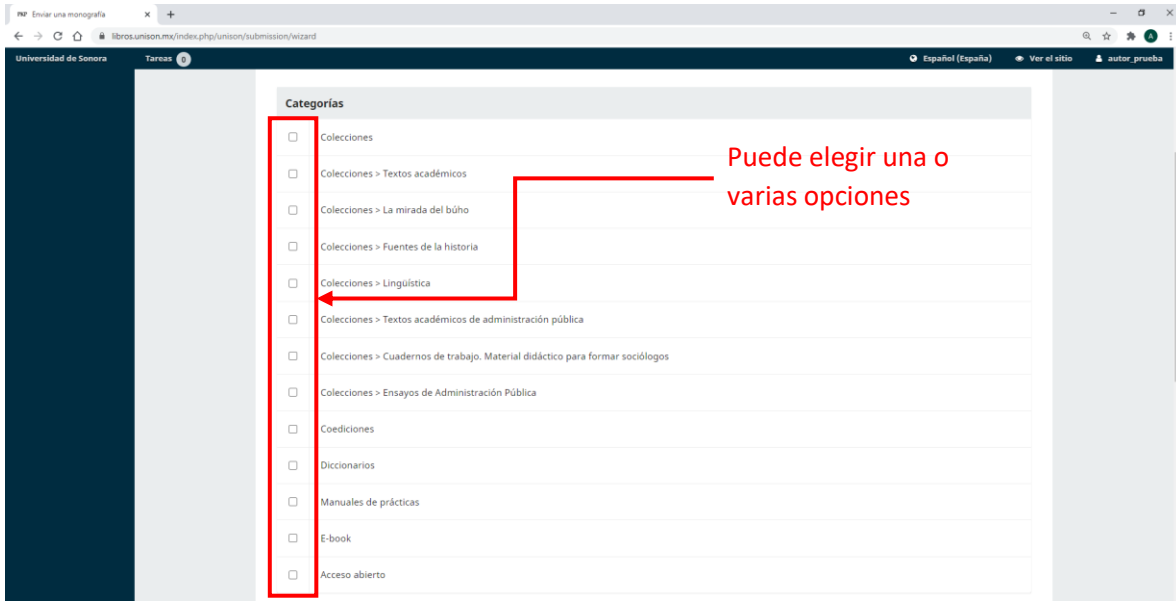 PKP Enviar una monografía
libros.unison.mx/index.php/unison/submission/wizard
Universidad de Sonora Tareas 0 Español (España) Ver el sitio autor_prueba
Categorías
Colecciones
Colecciones > Textos académicos
Colecciones > La mirada del búho
Colecciones > Fuentes de la historia
Colecciones > Lingüística
Colecciones > Textos académicos de administración pública
Colecciones > Cuadernos de trabajo. Material didáctico para formar sociólogos
Colecciones > Ensayos de Administración Pública
Coediciones
Diccionarios
Manuales de prácticas
E-book
Acceso abierto
Puede elegir una o
varias opciones
A